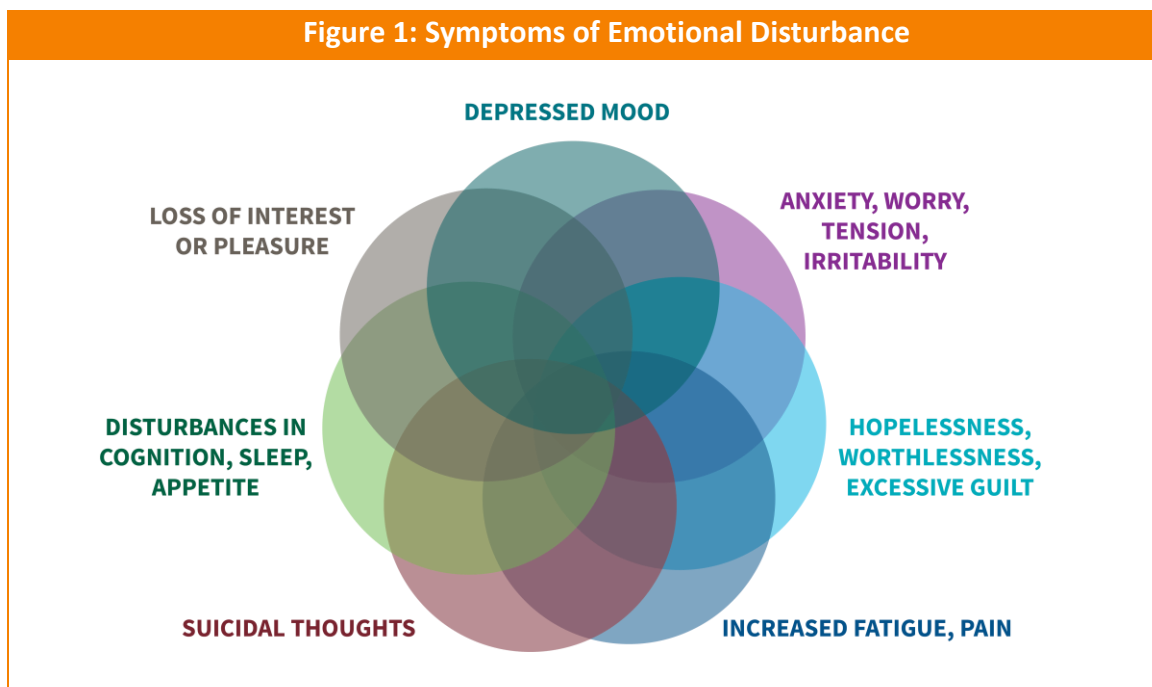 Figure 1: Symptoms of Emotional Disturbance
DEPRESSED MOOD
LOSS OF INTEREST
OR PLEASURE
ANXIETY, WORRY,
TENSION,
IRRITABILITY
DISTURBANCES IN
COGNITION, SLEEP,
APPETITE
HOPELESSNESS,
WORTHLESSNESS,
EXCESSIVE GUILT
SUICIDAL THOUGHTS
INCREASED FATIGUE, PAIN